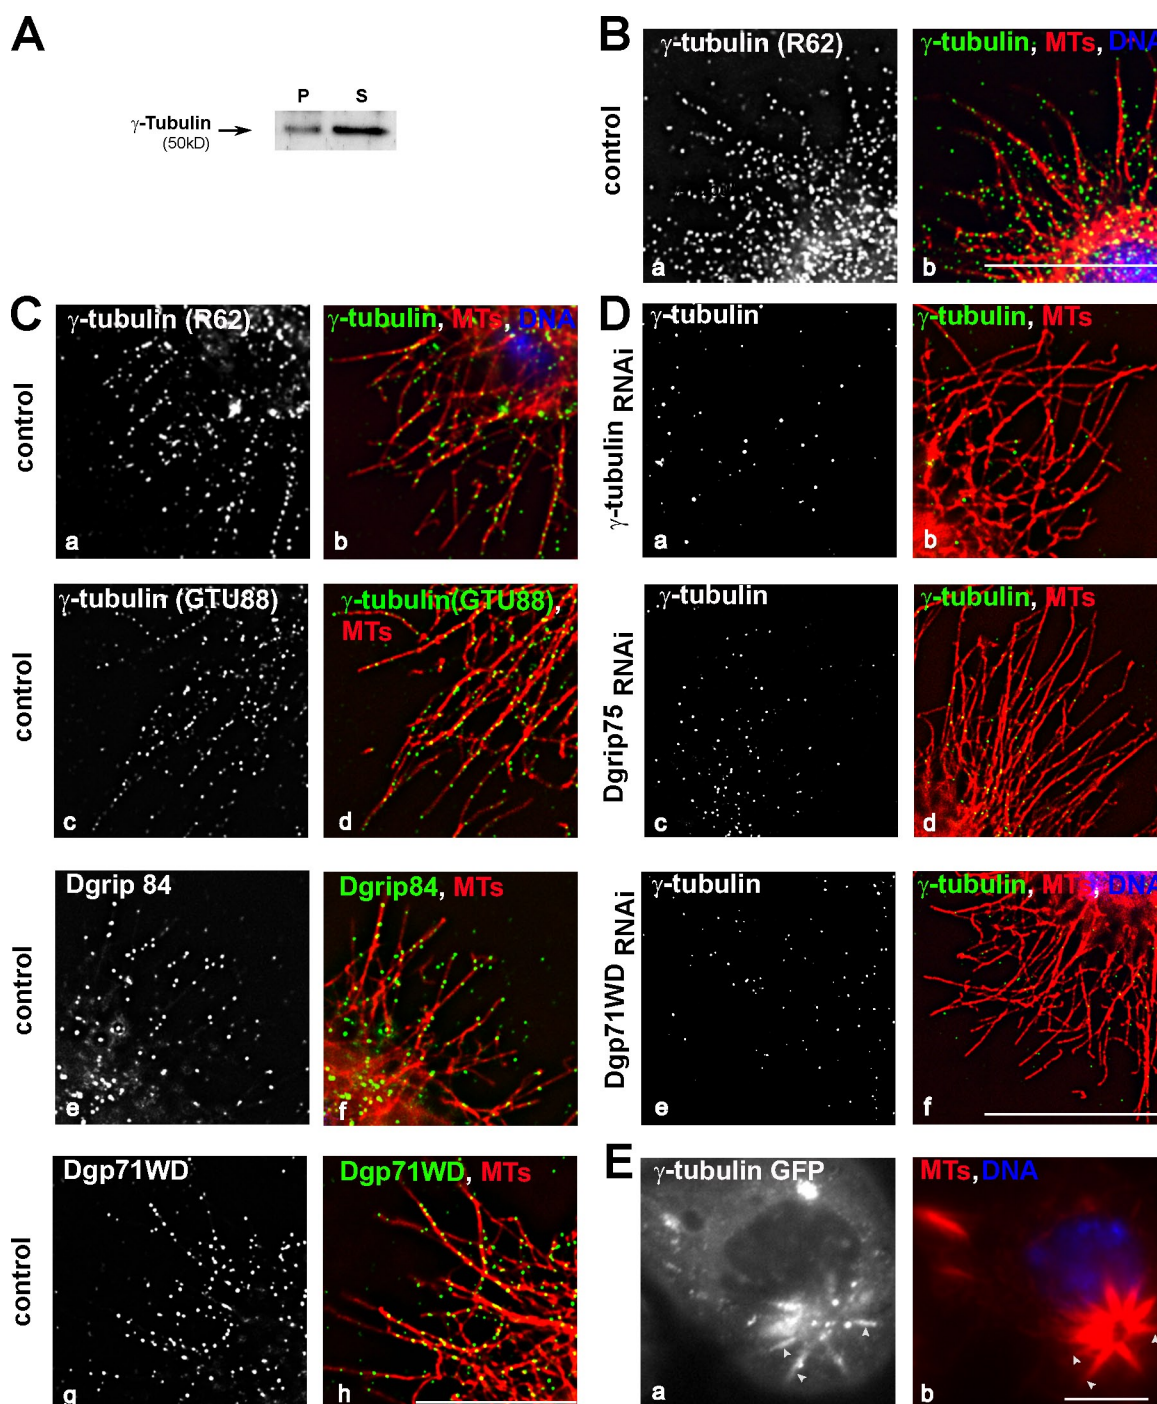 A
P S
γ-Tubulin
(50kD)
B
control
γ-tubulin (R62)
a
γ-tubulin, MTs, DNA
b
C
control
γ-tubulin (R62)
a
γ-tubulin, MTs, DNA
b
control
γ-tubulin (GTU88)
c
γ-tubulin(GTU88),
MTs
d
control
Dgrip 84
e
Dgrip84, MTs
f
control
Dgp71WD
g
Dgp71WD, MTs
h
D
γ-tubulin RNAi
γ-tubulin
a
γ-tubulin, MTs
b
Dgrip75 RNAi
γ-tubulin
c
γ-tubulin, MTs
d
Dgp71WD RNAi
γ-tubulin
e
γ-tubulin, MTs, DNA
f
E
γ-tubulin GFP
a
MTs, DNA
b